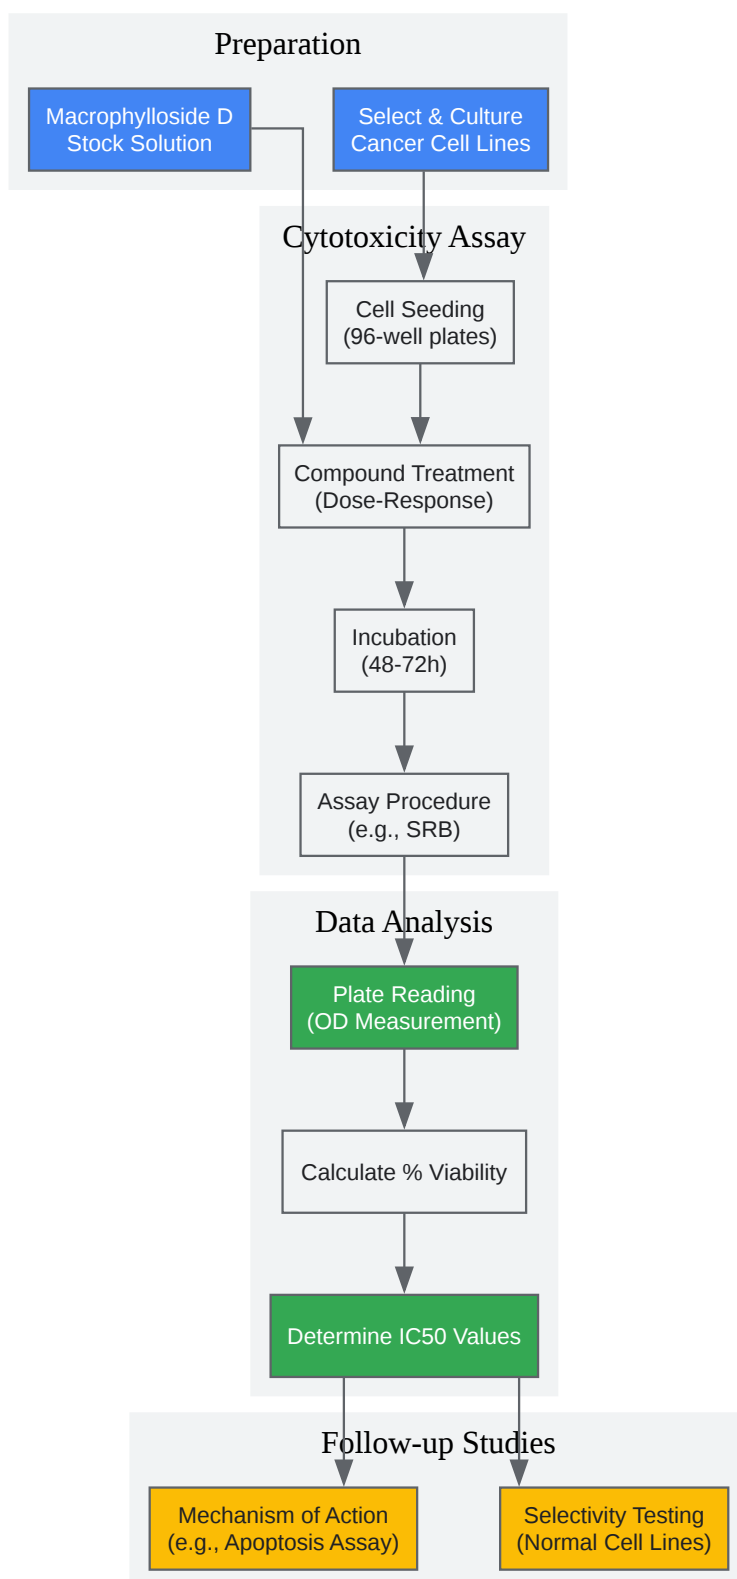 Preparation
Macrophylloside D
Stock Solution
Select & Culture
Cancer Cell Lines
Cytotoxicity Assay
Cell Seeding
(96-well plates)
Compound Treatment
(Dose-Response)
Incubation
(48-72h)
Assay Procedure
(e.g., SRB)
Data Analysis
Plate Reading
(OD Measurement)
Calculate % Viability
Determine IC50 Values
Follow-up Studies
Mechanism of Action
(e.g., Apoptosis Assay)
Selectivity Testing
(Normal Cell Lines)